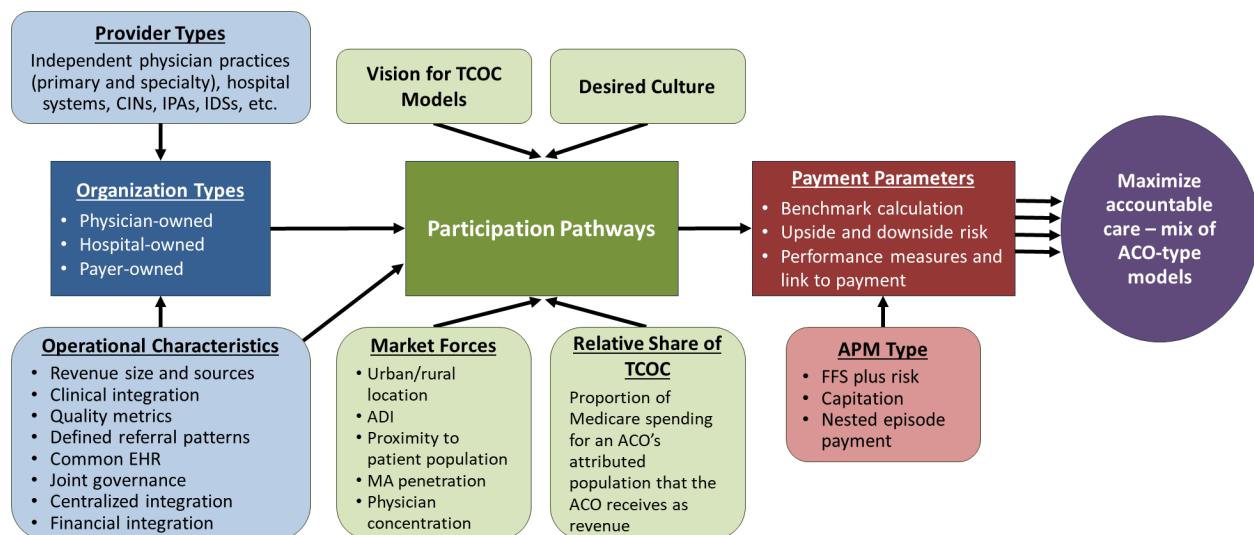 Provider Types
Independent physician practices
(primary and specialty), hospital
systems, CINs, IPAs, IDSs, etc.
Vision for TCOC
Models
Desired Culture
Organization Types
• Physician-owned
• Hospital-owned
• Payer-owned
Participation Pathways
Payment Parameters
• Benchmark calculation
• Upside and downside risk
• Performance measures and
link to payment
Maximize
accountable
care – mix of
ACO-type
models
Operational Characteristics
• Revenue size and sources
• Clinical integration
• Quality metrics
• Defined referral patterns
• Common EHR
• Joint governance
• Centralized integration
• Financial integration
Market Forces
• Urban/rural
location
• ADI
• Proximity to
patient population
• MA penetration
• Physician
concentration
Relative Share of
TCOC
Proportion of
Medicare spending
for an ACO’s
attributed
population that the
ACO receives as
revenue
APM Type
• FFS plus risk
• Capitation
• Nested episode
payment